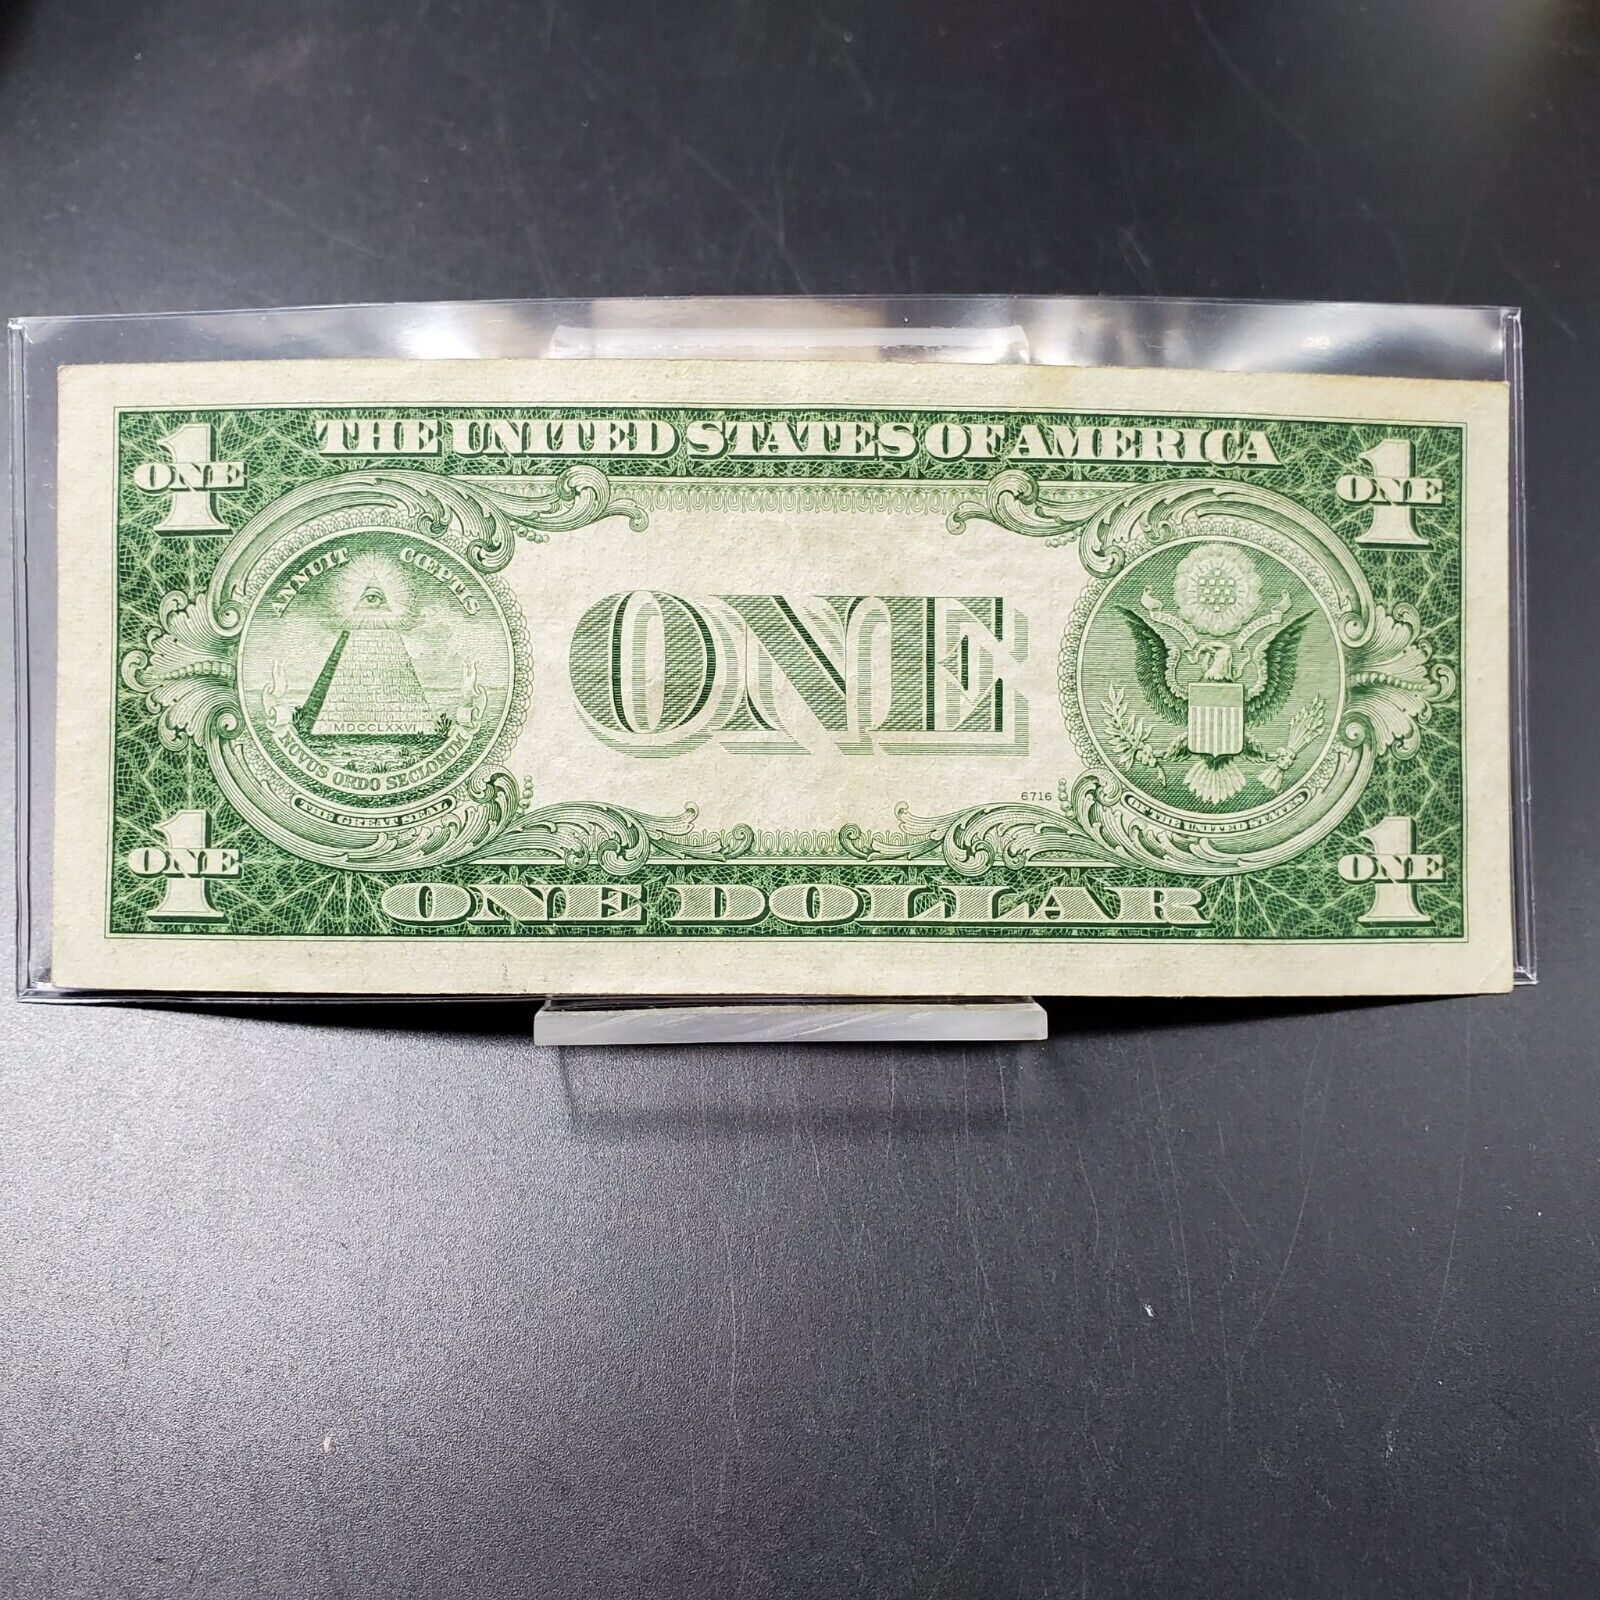 THE UNITED STATES OF AMERICA
1 ONE
1 ONE
ANNUIT CŒPTIS
MDCCLXXVI
NOVUS ORDO SECLORUM
THE GREAT SEAL
ONE
6716
OF THE UNITED STATES
1 ONE
1 ONE
ONE DOLLAR